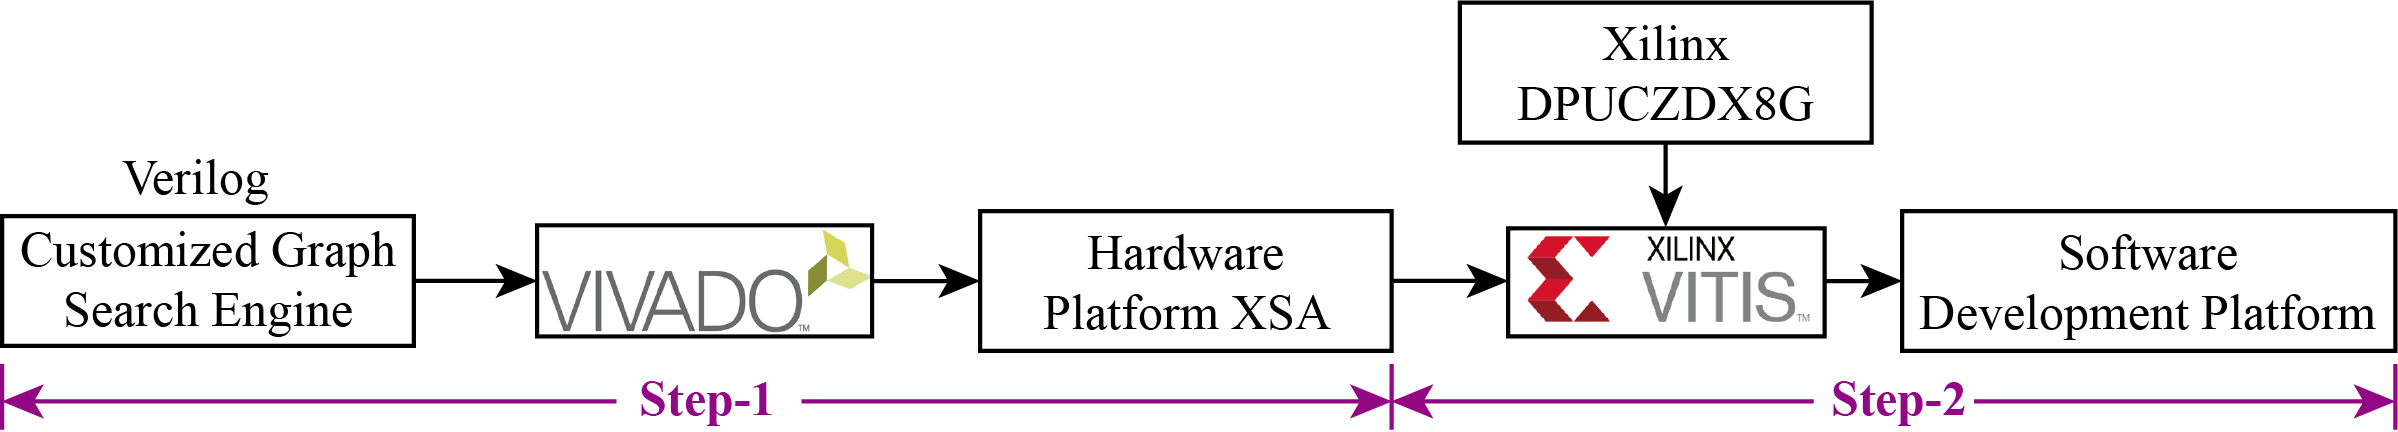 Verilog
Customized Graph
Search Engine
VIVADO™
Hardware
Platform XSA
Xilinx
DPUCZDX8G
XILINX
VITIS™
Software
Development Platform
Step-1
Step-2